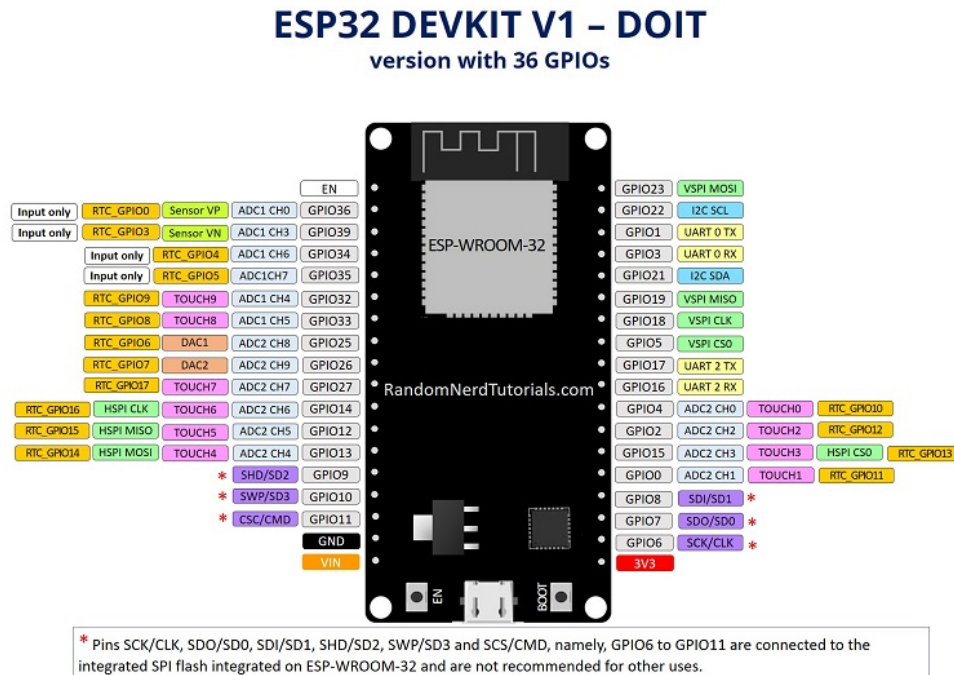 ESP32 DEVKIT V1 – DOIT
version with 36 GPIOs
EN
Input only RTC_GPIO0 Sensor VP ADC1 CH0 GPIO36
Input only RTC_GPIO3 Sensor VN ADC1 CH3 GPIO39
Input only RTC_GPIO4 ADC1 CH6 GPIO34
Input only RTC_GPIO5 ADC1CH7 GPIO35
RTC_GPIO9 TOUCH9 ADC1 CH4 GPIO32
RTC_GPIO8 TOUCH8 ADC1 CH5 GPIO33
RTC_GPIO6 DAC1 ADC2 CH8 GPIO25
RTC_GPIO7 DAC2 ADC2 CH9 GPIO26
RTC_GPIO17 TOUCH7 ADC2 CH7 GPIO27
RTC_GPIO16 HSPI CLK TOUCH6 ADC2 CH6 GPIO14
RTC_GPIO15 HSPI MISO TOUCH5 ADC2 CH5 GPIO12
RTC_GPIO14 HSPI MOSI TOUCH4 ADC2 CH4 GPIO13
* SHD/SD2 GPIO9
* SWP/SD3 GPIO10
* CSC/CMD GPIO11
GND
VIN
ESP-WROOM-32
RandomNerdTutorials.com
EN
BOOT
GPIO23 VSPI MOSI
GPIO22 I2C SCL
GPIO1 UART 0 TX
GPIO3 UART 0 RX
GPIO21 I2C SDA
GPIO19 VSPI MISO
GPIO18 VSPI CLK
GPIO5 VSPI CS0
GPIO17 UART 2 TX
GPIO16 UART 2 RX
GPIO4 ADC2 CH0 TOUCH0 RTC_GPIO10
GPIO2 ADC2 CH2 TOUCH2 RTC_GPIO12
GPIO15 ADC2 CH3 TOUCH3 HSPI CS0 RTC_GPIO13
GPIO0 ADC2 CH1 TOUCH1 RTC_GPIO11
GPIO8 SDI/SD1 *
GPIO7 SDO/SD0 *
GPIO6 SCK/CLK *
3V3
* Pins SCK/CLK, SDO/SD0, SDI/SD1, SHD/SD2, SWP/SD3 and SCS/CMD, namely, GPIO6 to GPIO11 are connected to the
integrated SPI flash integrated on ESP-WROOM-32 and are not recommended for other uses.